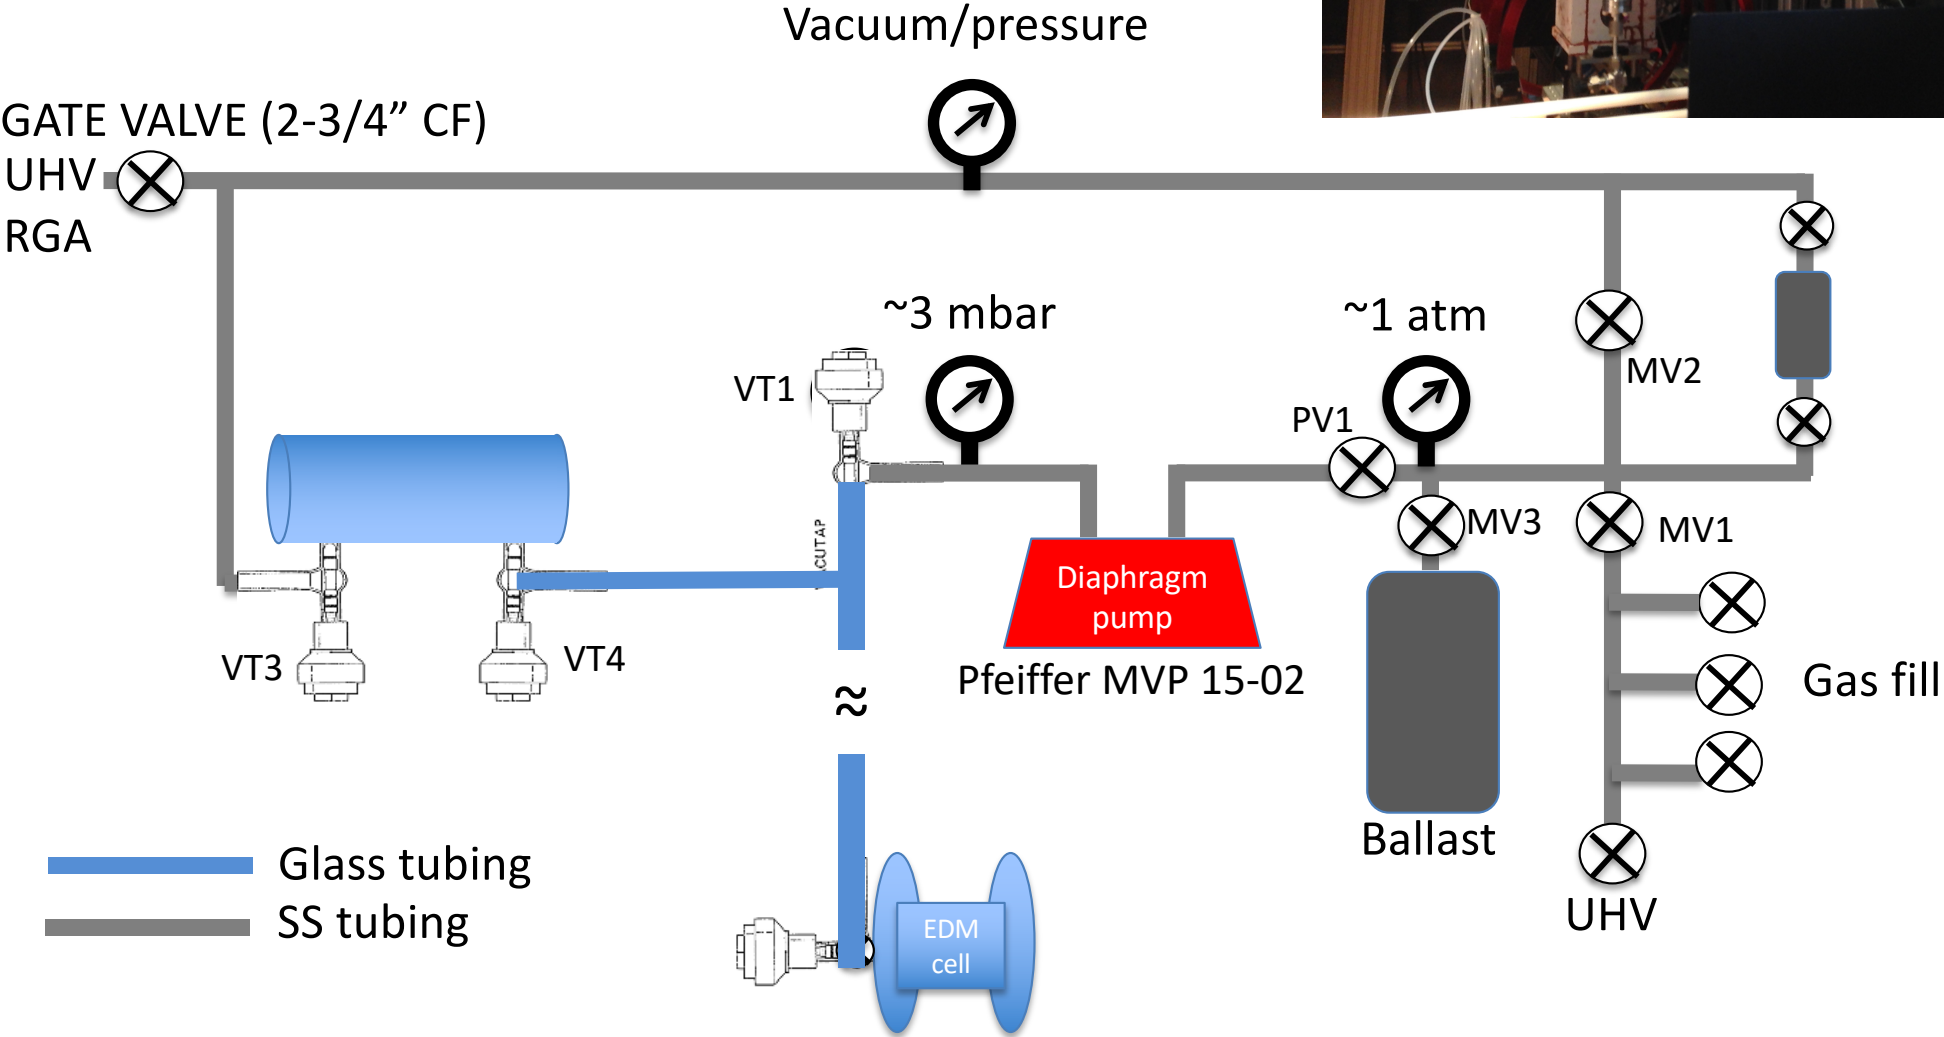 Vacuum/pressure
GATE VALVE (2-3/4” CF)
UHV
RGA
~3 mbar
~1 atm
VT1
MV2
PV1
MV3
MV1
ACUTAP
Diaphragm
pump
VT3
VT4
Pfeiffer MVP 15-02
Gas fill
≈
Ballast
Glass tubing
SS tubing
UHV
EDM
cell